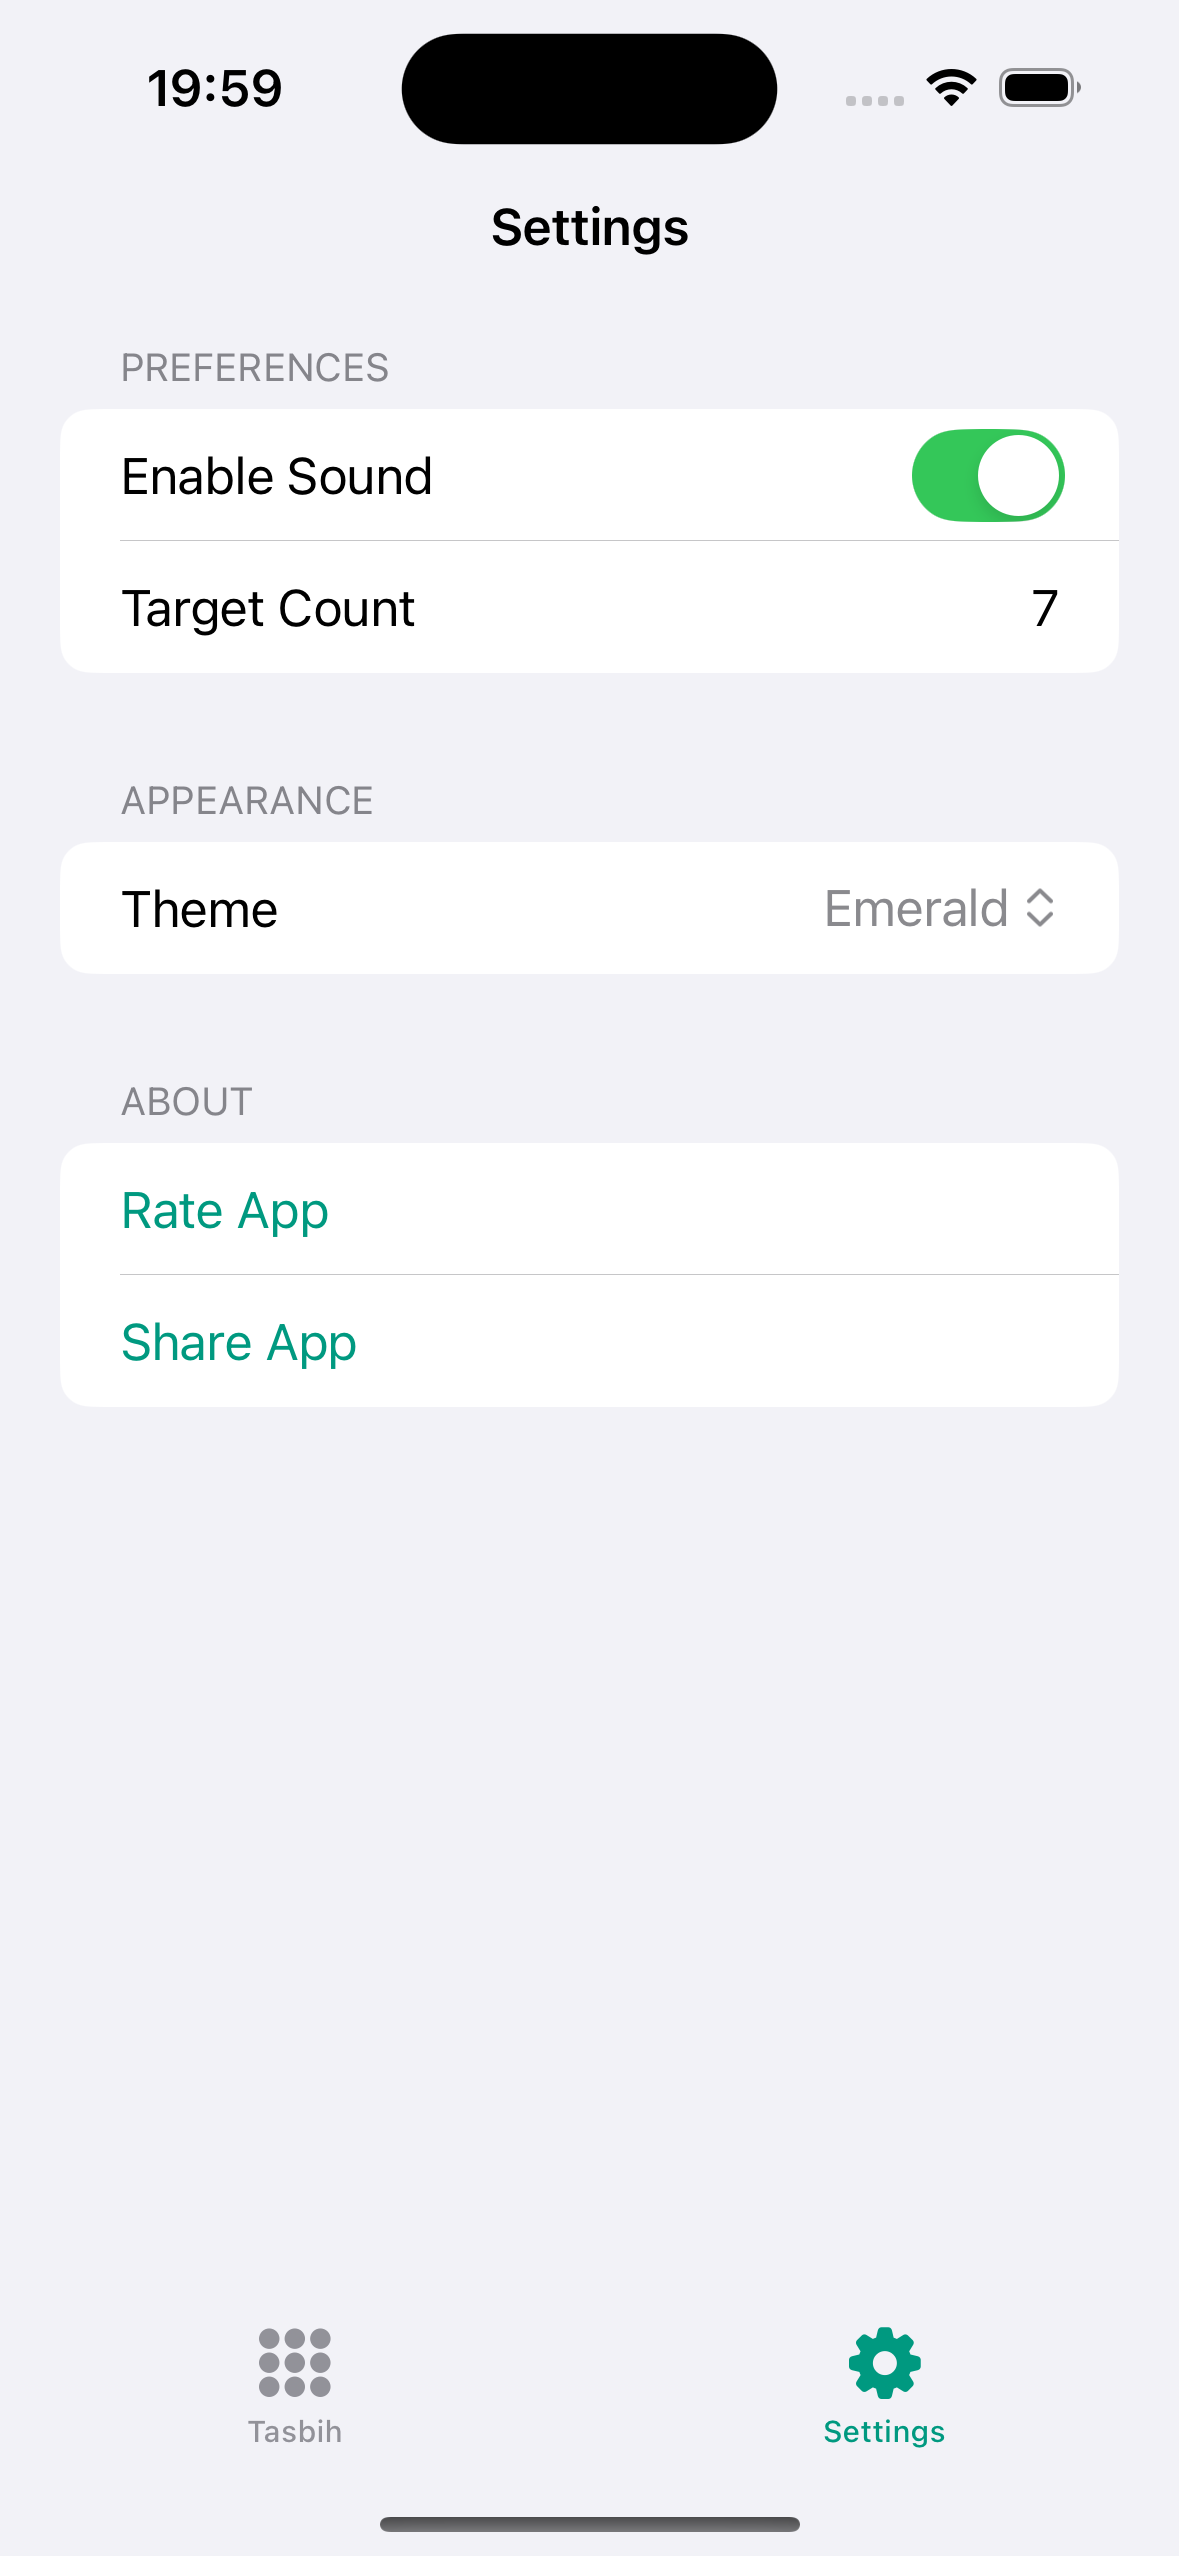 19:59
Settings
PREFERENCES
Enable Sound
Target Count 7
APPEARANCE
Theme Emerald
ABOUT
Rate App
Share App
Tasbih Settings